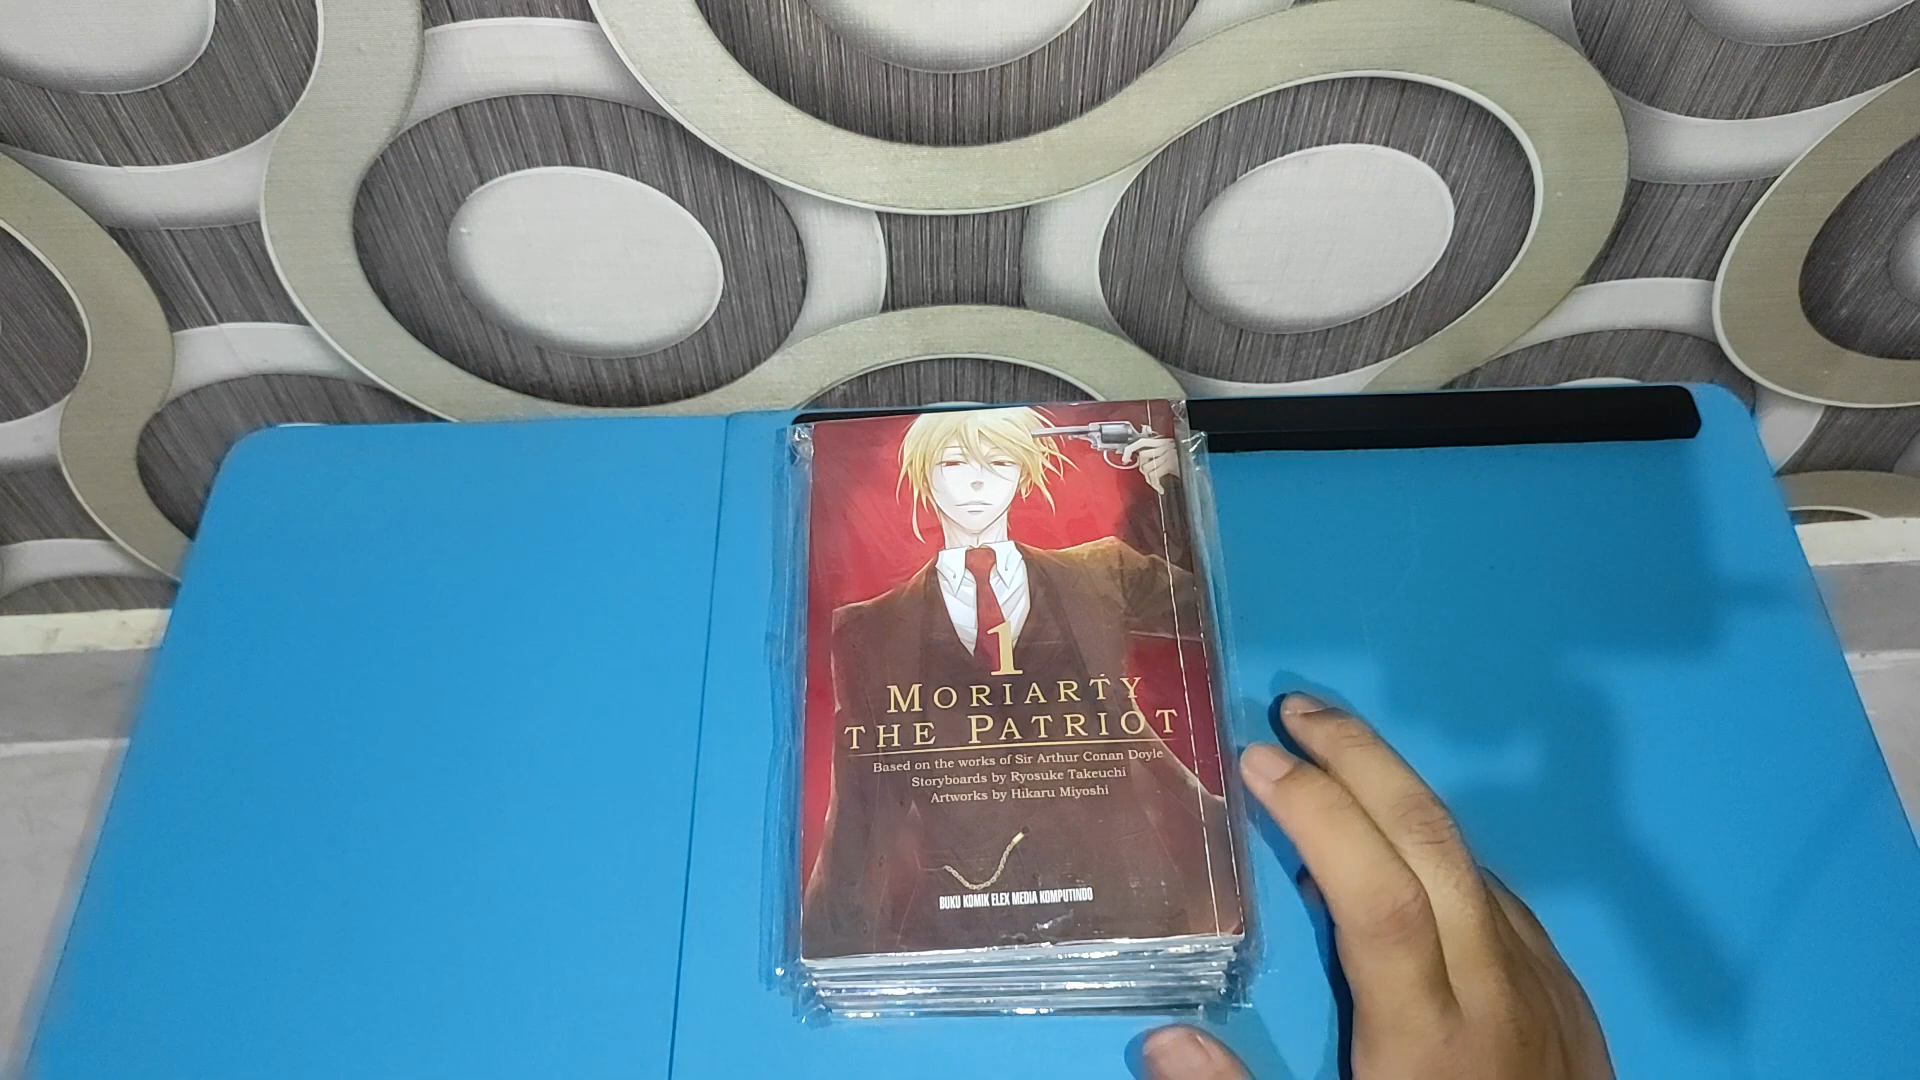 1
MORIARTY
THE PATRIOT
Based on the works of Sir Arthur Conan Doyle
Storyboards by Ryosuke Takeuchi
Artworks by Hikaru Miyoshi
BUKU KOMIK ELEX MEDIA KOMPUTINDO